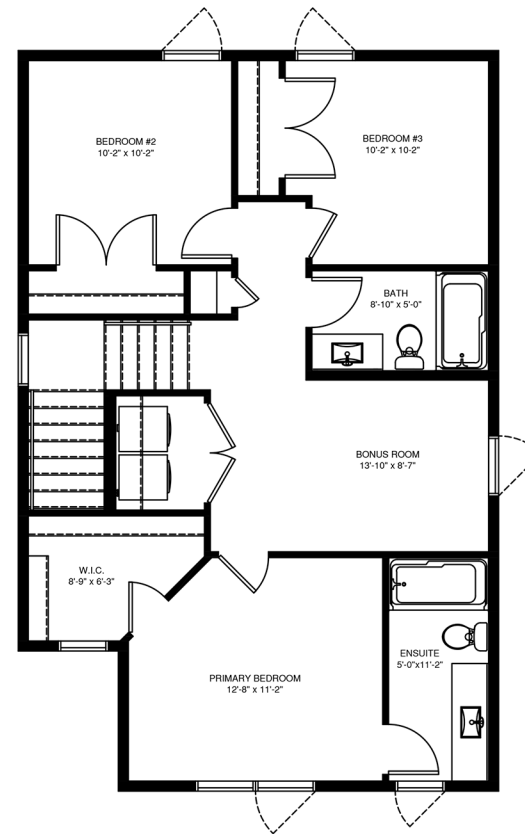 BEDROOM #2
10'-2" x 10'-2"
BEDROOM #3
10'-2" x 10-2"
BATH
8'-10" x 5'-0"
BONUS ROOM
13'-10" x 8'-7"
W.I.C.
8'-9" x 6'-3"
PRIMARY BEDROOM
12'-8" x 11'-2"
ENSUITE
5'-0"x11'-2"